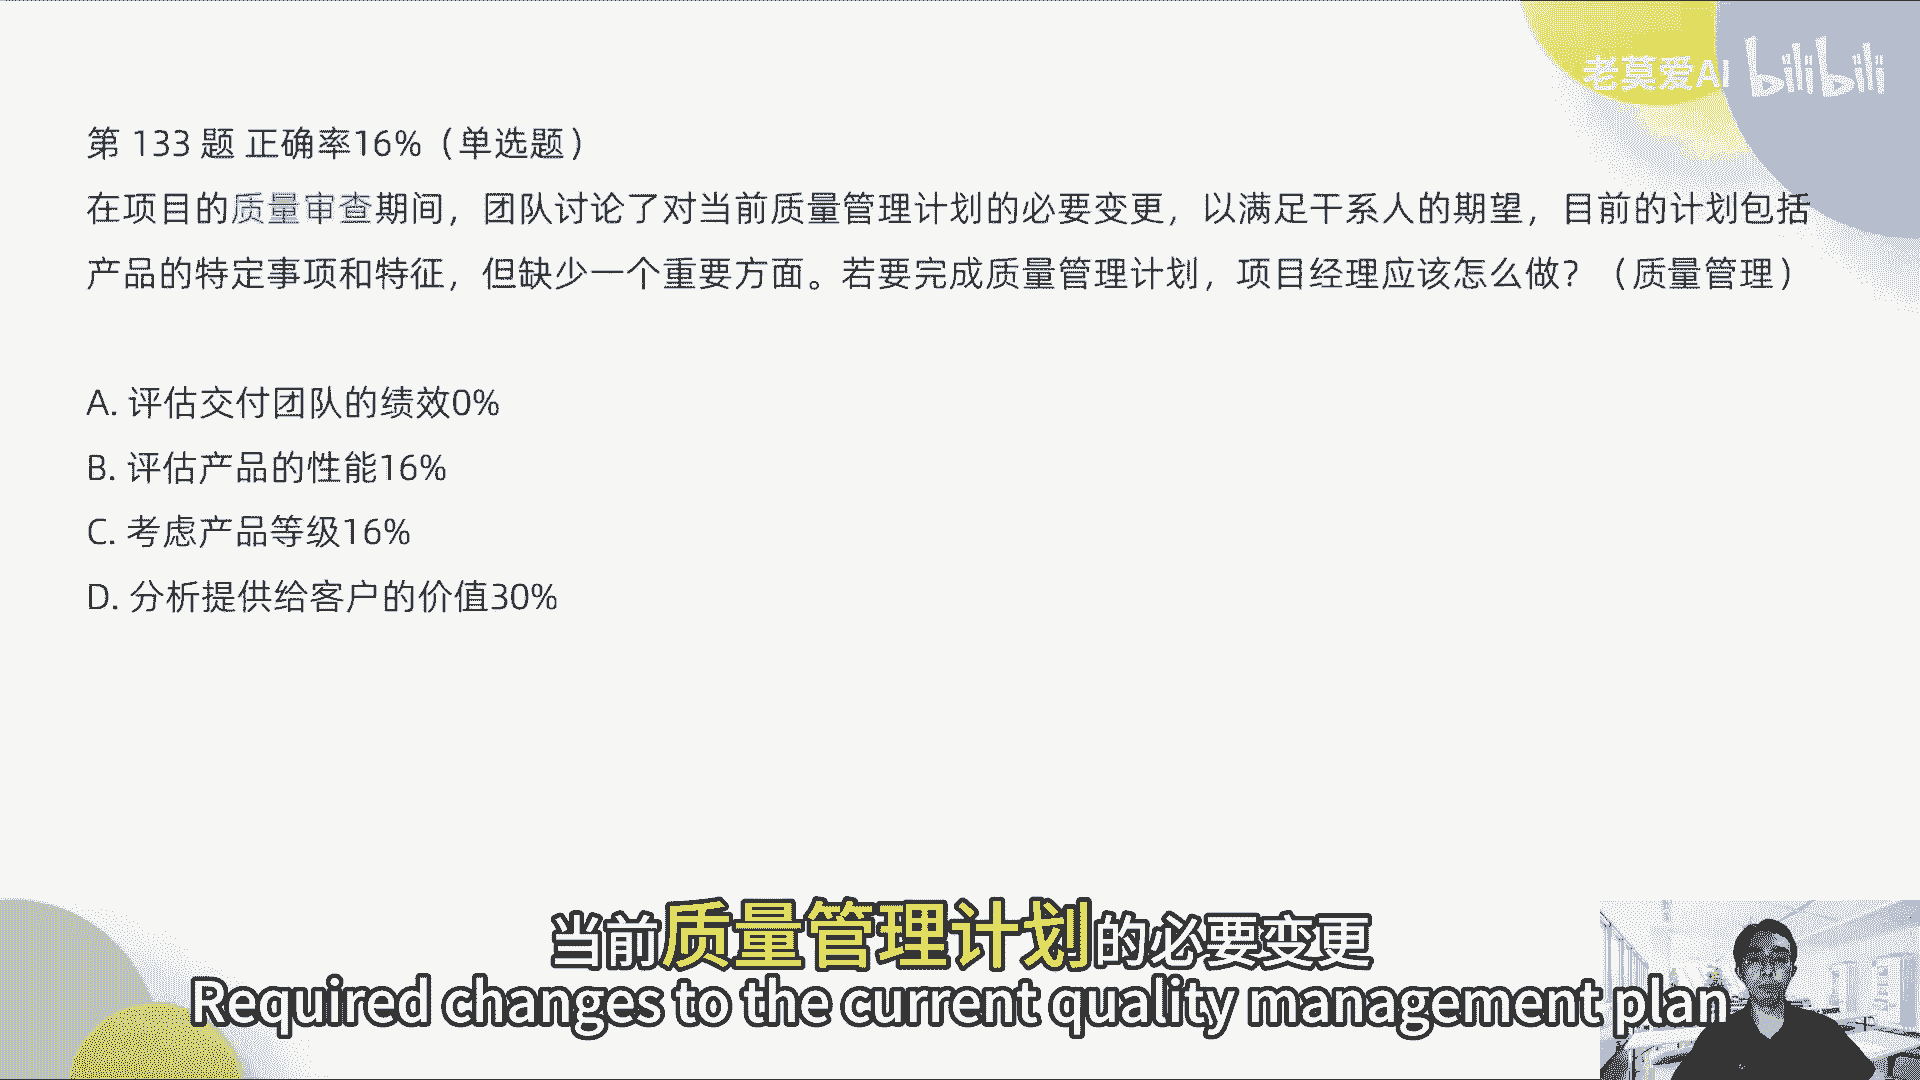 老莫爱AI bilibili
第 133 题 正确率16%（单选题）
在项目的质量审查期间，团队讨论了对当前质量管理计划的必要变更，以满足干系人的期望，目前的计划包括
产品的特定事项和特征，但缺少一个重要方面。若要完成质量管理计划，项目经理应该怎么做？（质量管理）
A. 评估交付团队的绩效0%
B. 评估产品的性能16%
C. 考虑产品等级16%
D. 分析提供给客户的价值30%
当前质量管理计划的必要变更
Required changes to the current quality management plan